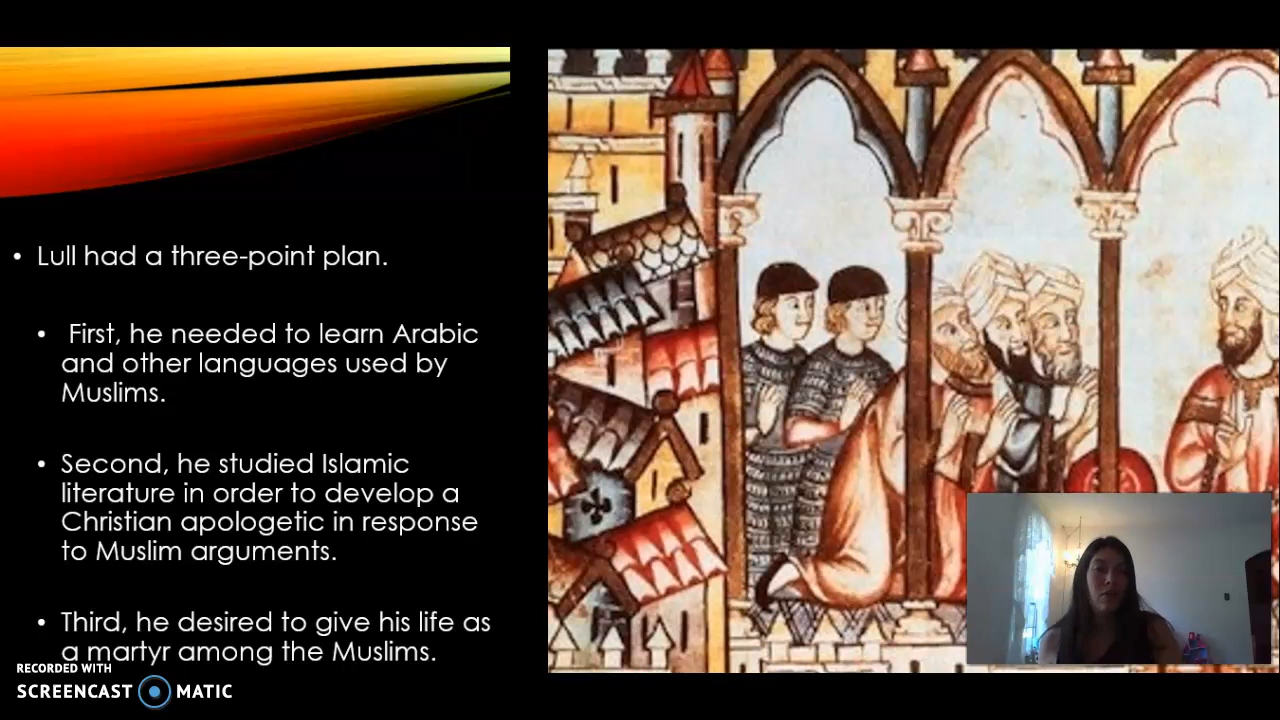 • Lull had a three-point plan.
• First, he needed to learn Arabic
and other languages used by
Muslims.
• Second, he studied Islamic
literature in order to develop a
Christian apologetic in response
to Muslim arguments.
• Third, he desired to give his life as
a martyr among the Muslims.
RECORDED WITH
SCREENCAST MATIC